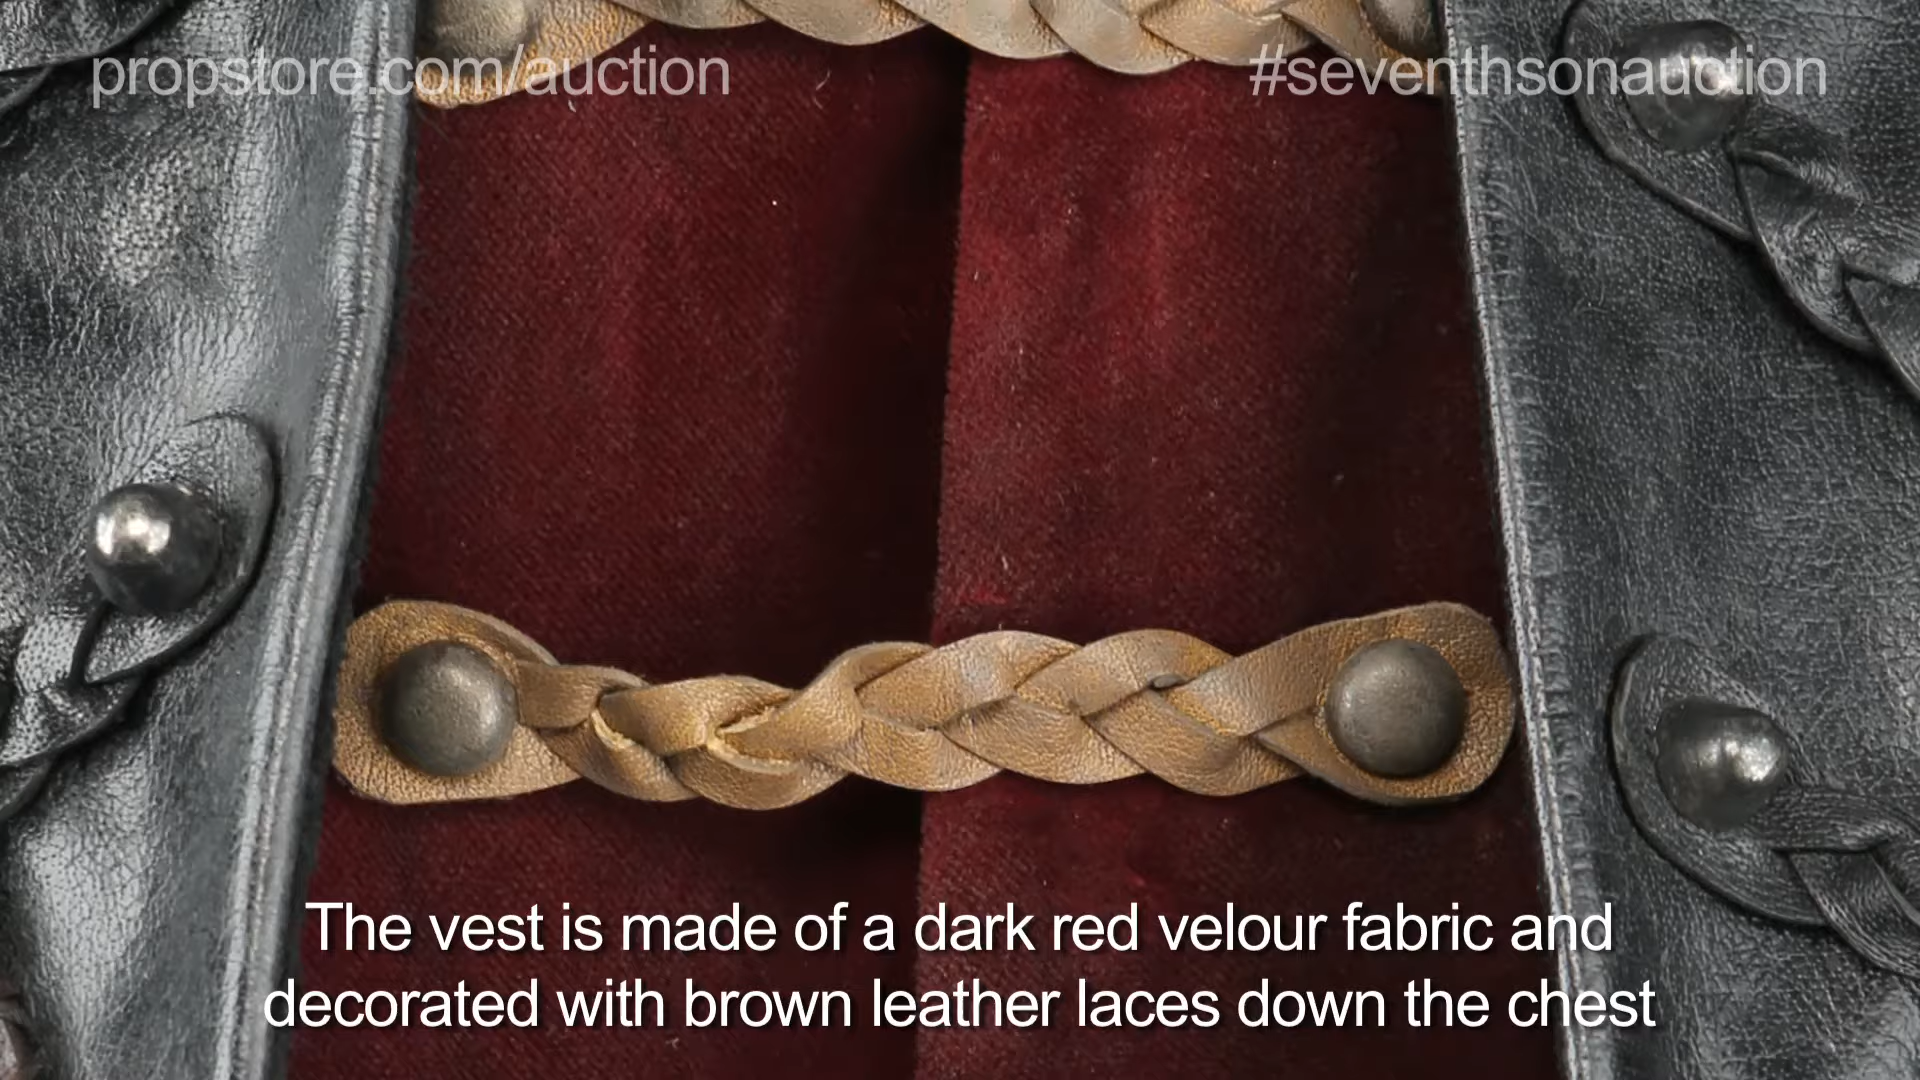 propstore.com/auction
#seventhsonauction
The vest is made of a dark red velour fabric and
decorated with brown leather laces down the chest